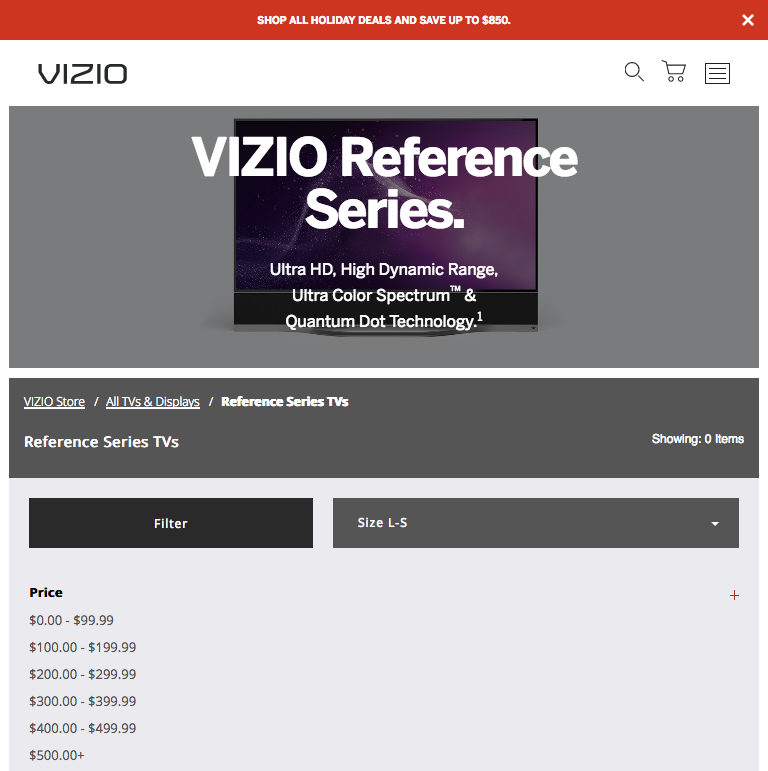 SHOP ALL HOLIDAY DEALS AND SAVE UP TO $850.
VIZIO
VIZIO Reference
Series.
Ultra HD, High Dynamic Range,
Ultra Color Spectrum™ &
Quantum Dot Technology.¹
VIZIO Store / All TVs & Displays / Reference Series TVs
Reference Series TVs
Showing: 0 Items
Filter
Size L-S
Price
$0.00 - $99.99
$100.00 - $199.99
$200.00 - $299.99
$300.00 - $399.99
$400.00 - $499.99
$500.00+